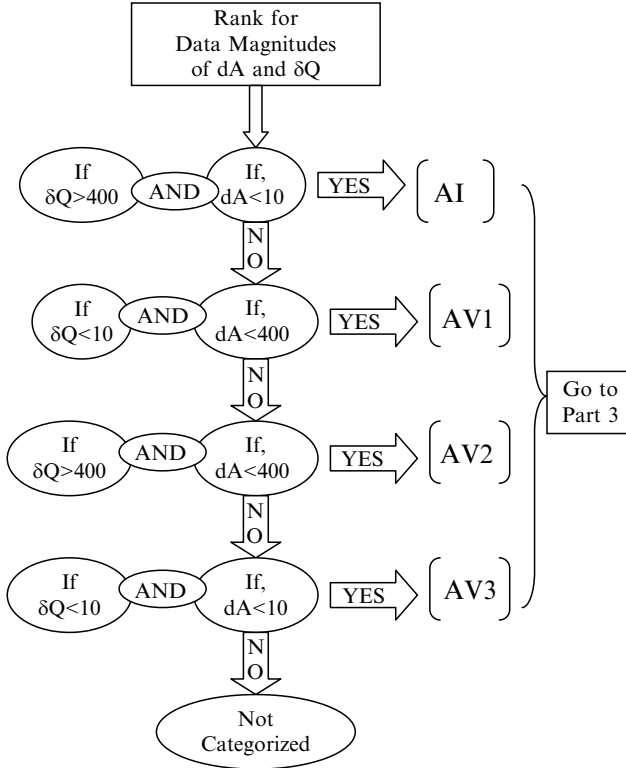 Rank for
Data Magnitudes
of dA and δQ
If
δQ>400
AND
If,
dA<10
YES
AI
N
O
If
δQ<10
AND
If,
dA<400
YES
AV1
N
O
Go to
Part 3
If
δQ>400
AND
If,
dA<400
YES
AV2
N
O
If
δQ<10
AND
If,
dA<10
YES
AV3
N
O
Not
Categorized